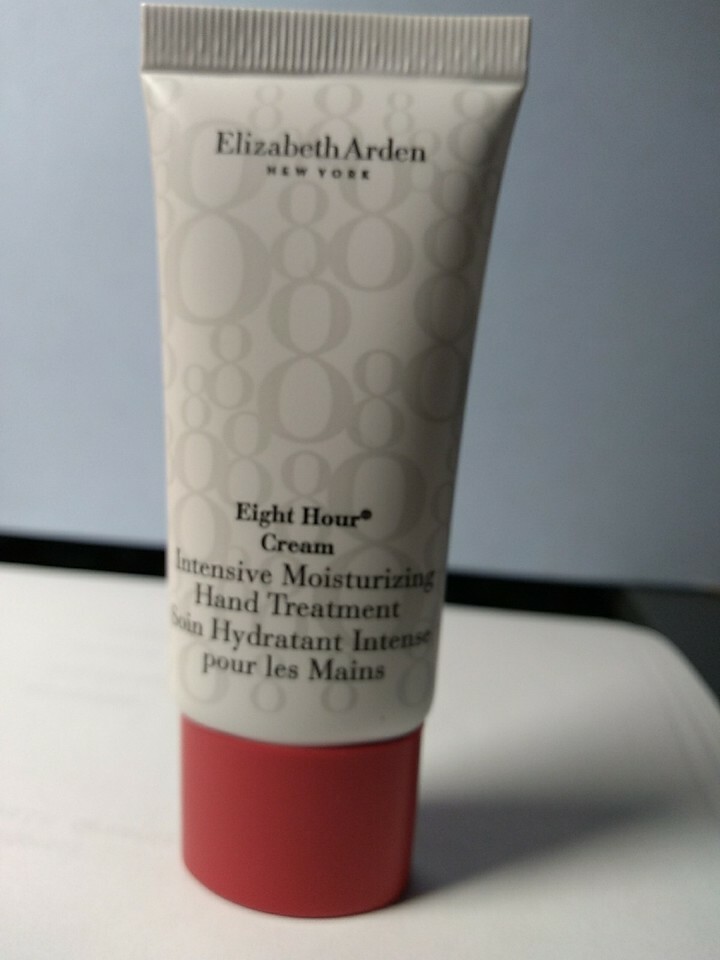 Elizabeth Arden
NEW YORK
Eight Hour®
Cream
Intensive Moisturizing
Hand Treatment
Soin Hydratant Intense
pour les Mains